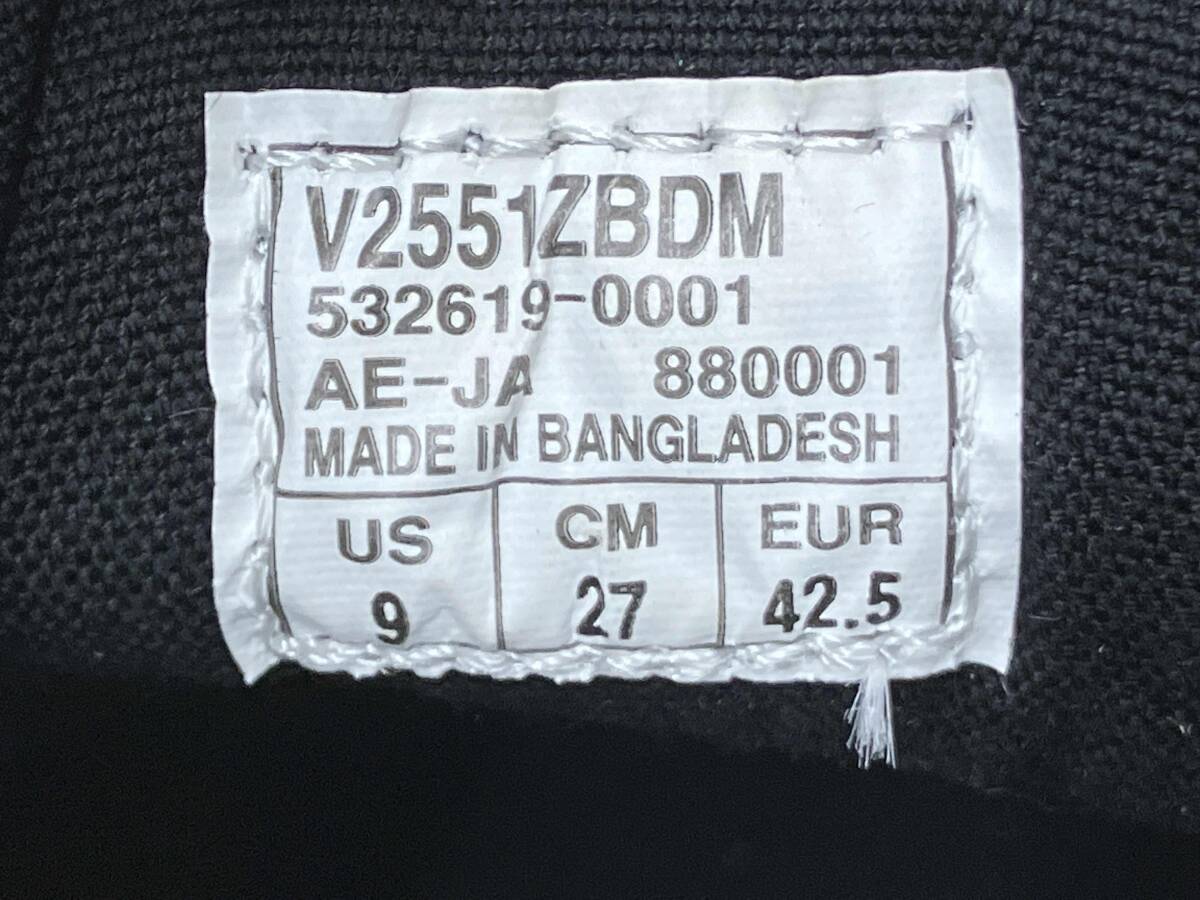 V2551ZBDM
532619-0001
AE-JA 880001
MADE IN BANGLADESH
US CM EUR
9 27 42.5